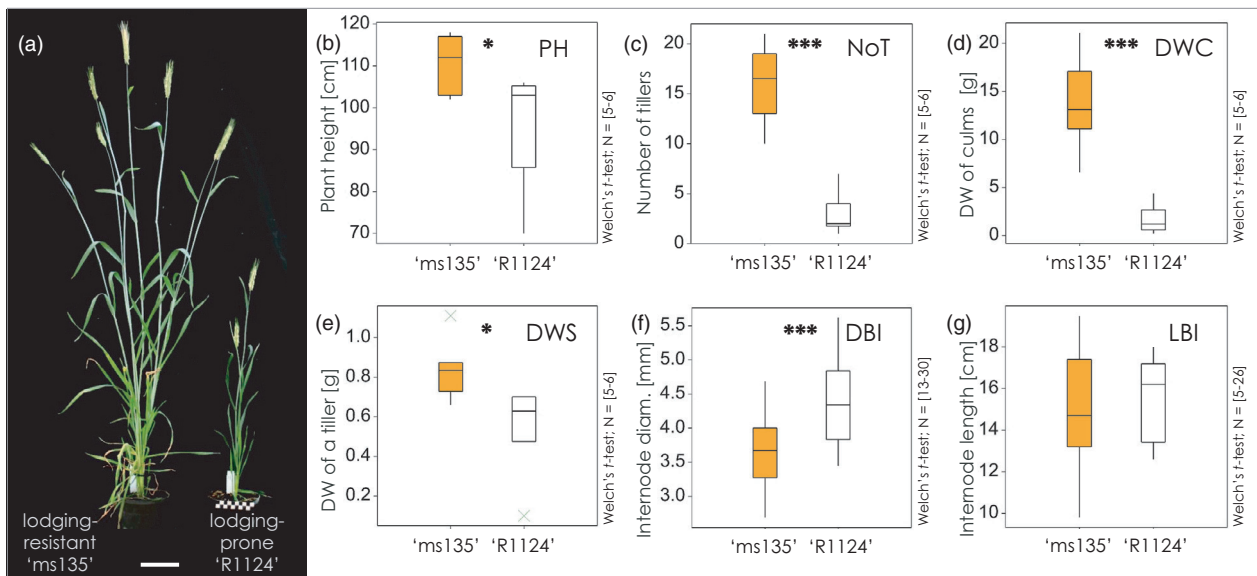 (a)
lodging-
resistant
'ms135'
lodging-
prone
'R1124'
(b)
Plant height [cm]
120
110
100
90
80
70
* PH
'ms135' 'R1124'
Welch's t-test; N = [5-6]
(c)
Number of tillers
20
15
10
5
0
*** NoT
'ms135' 'R1124'
Welch's t-test; N = [5-6]
(d)
DW of culms [g]
20
15
10
5
0
*** DWC
'ms135' 'R1124'
Welch's t-test; N = [5-6]
(e)
DW of a tiller [g]
1.0
0.8
0.6
0.4
0.2
* DWS
'ms135' 'R1124'
Welch's t-test; N = [5-6]
(f)
Internode diam. [mm]
5.5
5.0
4.5
4.0
3.5
3.0
*** DBI
'ms135' 'R1124'
Welch's t-test; N = [13-30]
(g)
Internode length [cm]
18
16
14
12
10
LBI
'ms135' 'R1124'
Welch's t-test; N = [5-26]